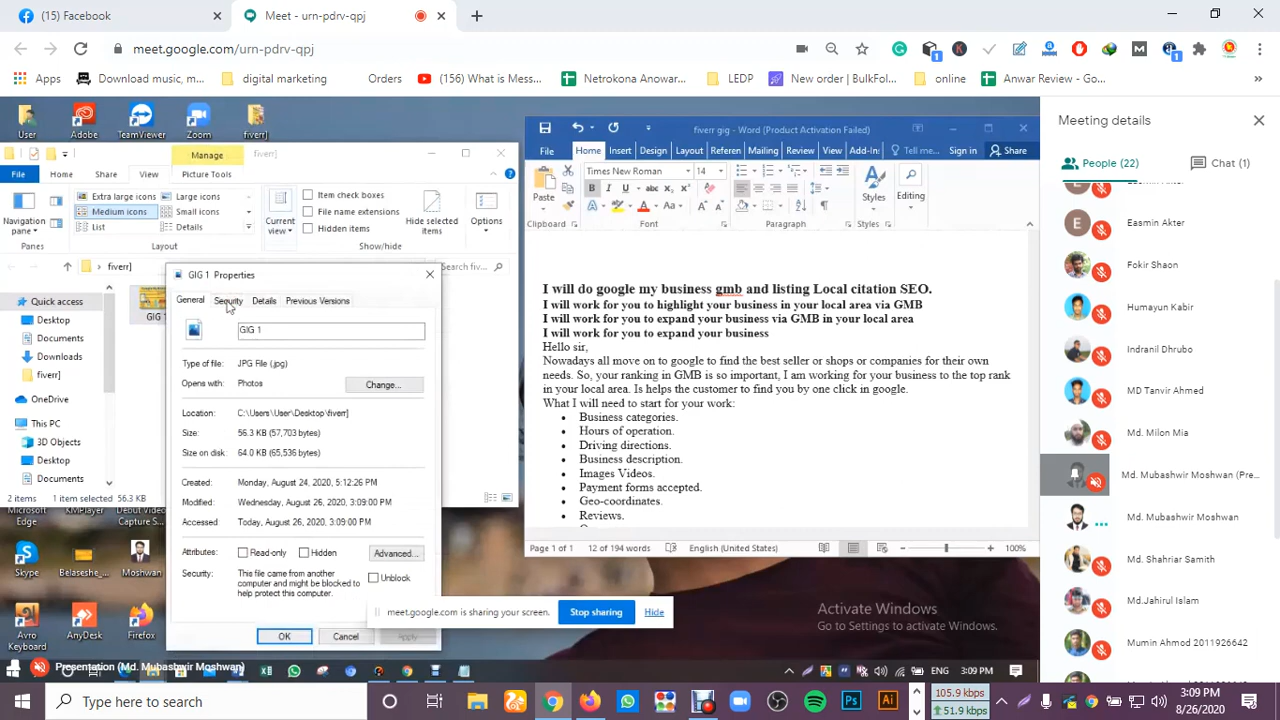 (15) Facebook
Meet - urn-pdrv-qpj
meet.google.com/urn-pdrv-qpj
Apps
Download music, m...
digital marketing
Orders
(156) What is Mess...
Netrokona Anowar...
LEDP
New order | BulkFol...
online
Anwar Review - Go...
User
Adobe
TeamViewer
Zoom
fiverr]
Manage
fiverr]
File
Home
Share
View
Picture Tools
Navigation pane
Extra large icons
Large icons
Medium icons
Small icons
List
Details
Panes
Layout
Current view
Item check boxes
File name extensions
Hidden items
Hide selected items
Show/hide
Options
fiverr]
Search fiv...
Quick access
Desktop
Documents
Downloads
fiverr]
OneDrive
This PC
3D Objects
Desktop
Documents
2 items
1 item selected 56.3 KB
GIG 1
GIG 1 Properties
General
Security
Details
Previous Versions
GIG 1
Type of file: JPG File (.jpg)
Opens with: Photos
Change...
Location: C:\Users\User\Desktop\fiverr]
Size: 56.3 KB (57,703 bytes)
Size on disk: 64.0 KB (65,536 bytes)
Created: Monday, August 24, 2020, 5:12:26 PM
Modified: Wednesday, August 26, 2020, 3:09:00 PM
Accessed: Today, August 26, 2020, 3:09:00 PM
Attributes: Read-only Hidden Advanced...
Security: This file came from another
computer and might be blocked to
help protect this computer.
Unblock
OK
Cancel
Apply
Microsoft Edge
KMPlayer
Debut Video
Skype
Belaseshe...
Moshwan
Avro
AnyDesk
Firefox
fiverr gig - Word (Product Activation Failed)
File
Home
Insert
Design
Layout
Referen
Mailing
Review
View
Add-Ins
Tell me...
Sign in
Share
Paste
Times New Roman
14
Styles
Editing
Clipboard
Font
Paragraph
Styles
I will do google my business gmb and listing Local citation SEO.
I will work for you to highlight your business in your local area via GMB
I will work for you to expand your business via GMB in your local area
I will work for you to expand your business
Hello sir,
Nowadays all move on to google to find the best seller or shops or companies for their own
needs. So, your ranking in GMB is so important, I am working for your business to the top rank
in your local area. Is helps the customer to find you by one click in google.
What I will need to start for your work:
• Business categories.
• Hours of operation.
• Driving directions.
• Business description.
• Images Videos.
• Payment forms accepted.
• Geo-coordinates.
• Reviews.
Page 1 of 1
12 of 194 words
English (United States)
100%
meet.google.com is sharing your screen.
Stop sharing
Hide
Activate Windows
Go to Settings to activate Windows.
Presentation (Md. Mubashwir Moshwan)
ENG
3:09 PM
Meeting details
People (22)
Chat (1)
Easmin Akter
Fokir Shaon
Humayun Kabir
Indranil Dhrubo
MD Tanvir Ahmed
Md. Milon Mia
Md. Mubashwir Moshwan (Pre...
Md. Mubashwir Moshwan
Md. Shahriar Samth
Md.Jahirul Islam
Mumin Ahmod 2011926642
Type here to search
105.9 kbps
51.9 kbps
3:09 PM
8/26/2020